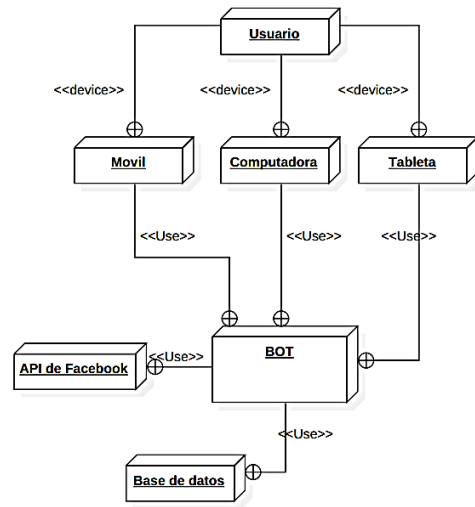 Usuario
<<device>>
<<device>>
<<device>>
Movil
Computadora
Tableta
<<Use>>
<<Use>>
<<Use>>
BOT
<<Use>>
API de Facebook
<<Use>>
Base de datos